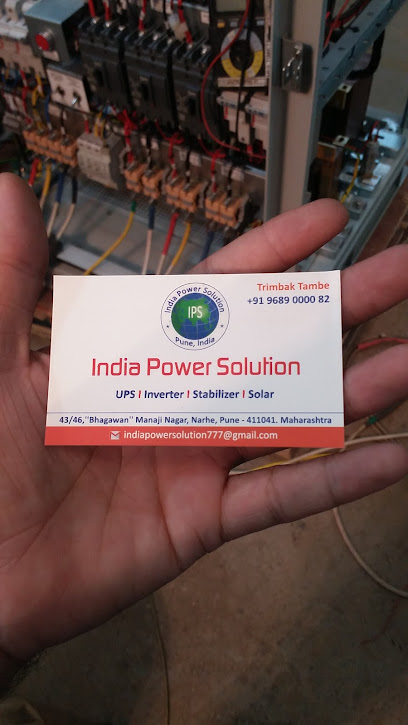 Trimbak Tambe
+91 9689 0000 82
India Power Solution
IPS
Pune, India
India Power Solution
UPS I Inverter I Stabilizer I Solar
43/46,"Bhagawan" Manaji Nagar, Narhe, Pune - 411041. Maharashtra
indiapowersolution777@gmail.com